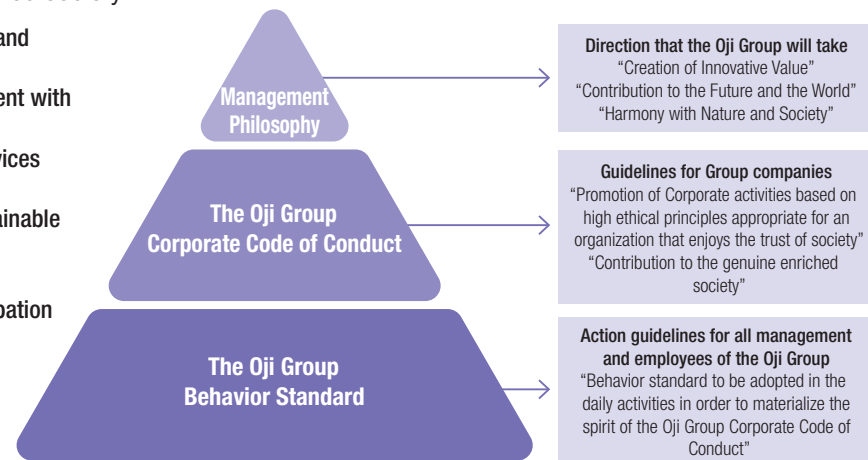 and
ent with
vices
ainable
pation
Management
Philosophy
Direction that the Oji Group will take
“Creation of Innovative Value”
“Contribution to the Future and the World”
“Harmony with Nature and Society”
The Oji Group
Corporate Code of Conduct
Guidelines for Group companies
“Promotion of Corporate activities based on
high ethical principles appropriate for an
organization that enjoys the trust of society”
“Contribution to the genuine enriched
society”
The Oji Group
Behavior Standard
Action guidelines for all management
and employees of the Oji Group
“Behavior standard to be adopted in the
daily activities in order to materialize the
spirit of the Oji Group Corporate Code of
Conduct”